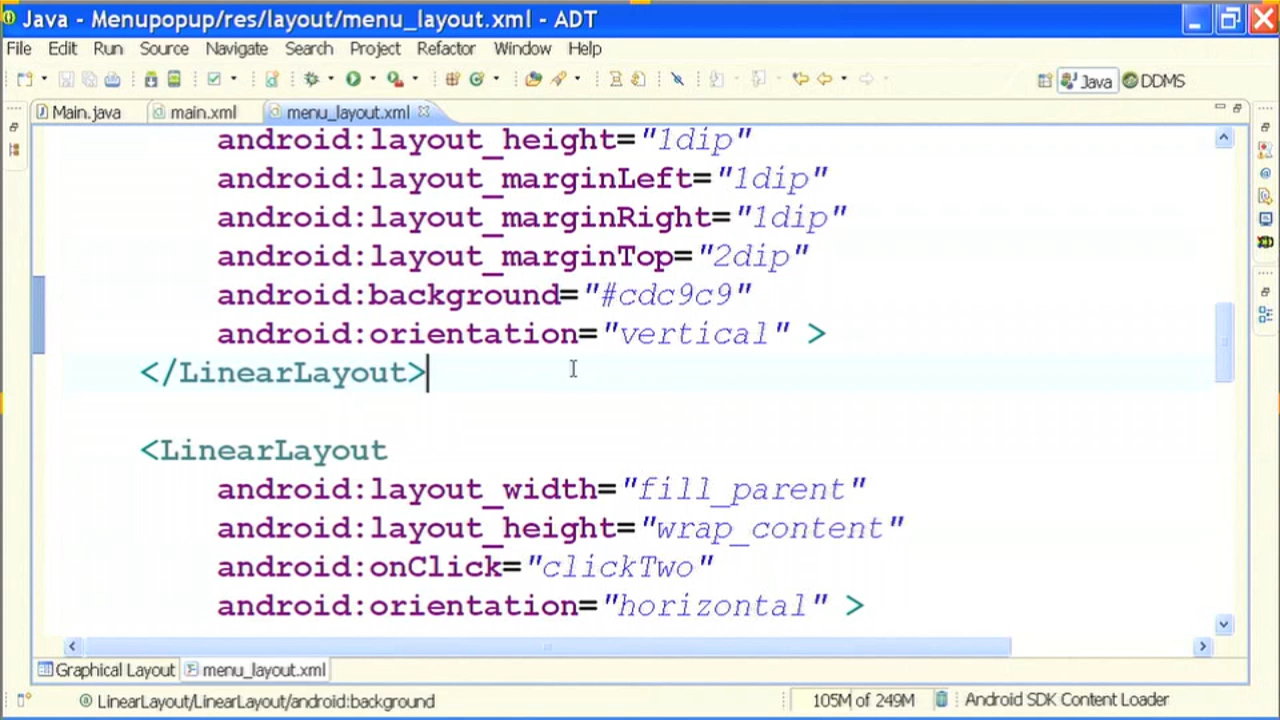 Java - Menupopup/res/layout/menu_layout.xml - ADT
File Edit Run Source Navigate Search Project Refactor Window Help
Java DDMS
Main.java main.xml menu_layout.xml
android:layout_height="1dip"
android:layout_marginLeft="1dip"
android:layout_marginRight="1dip"
android:layout_marginTop="2dip"
android:background="#cdc9c9"
android:orientation="vertical" >
</LinearLayout>
<LinearLayout
android:layout_width="fill_parent"
android:layout_height="wrap_content"
android:onClick="clickTwo"
android:orientation="horizontal" >
Graphical Layout menu_layout.xml
LinearLayout/LinearLayout/android:background 105M of 249M Android SDK Content Loader